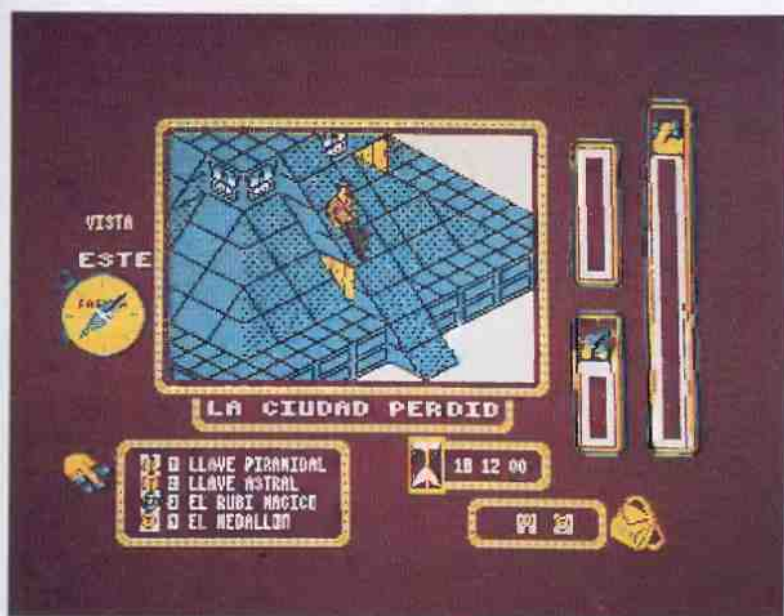 VISTA
ESTE
LA CIUDAD PERDID
LLAVE PIRAMIDAL
LLAVE ASTRAL
EL RUBI MAGICO
EL MEDALLON
18 12 00